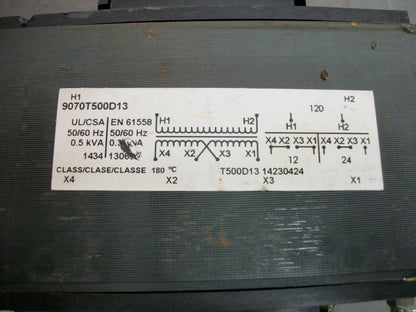 H1 H2
9070T500D13
UL/CSA EN 61558
50/60 Hz 50/60 Hz
0.5 kVA
1434
H1 H2
X4 X2 X3 X1
120
H1 H2
X4 X2 X3 X1 X4 X2 X3 X1
12 24
CLASS/CLASE/CLASSE 180 °C T500D13 14230424
X4 X2 X3 X1